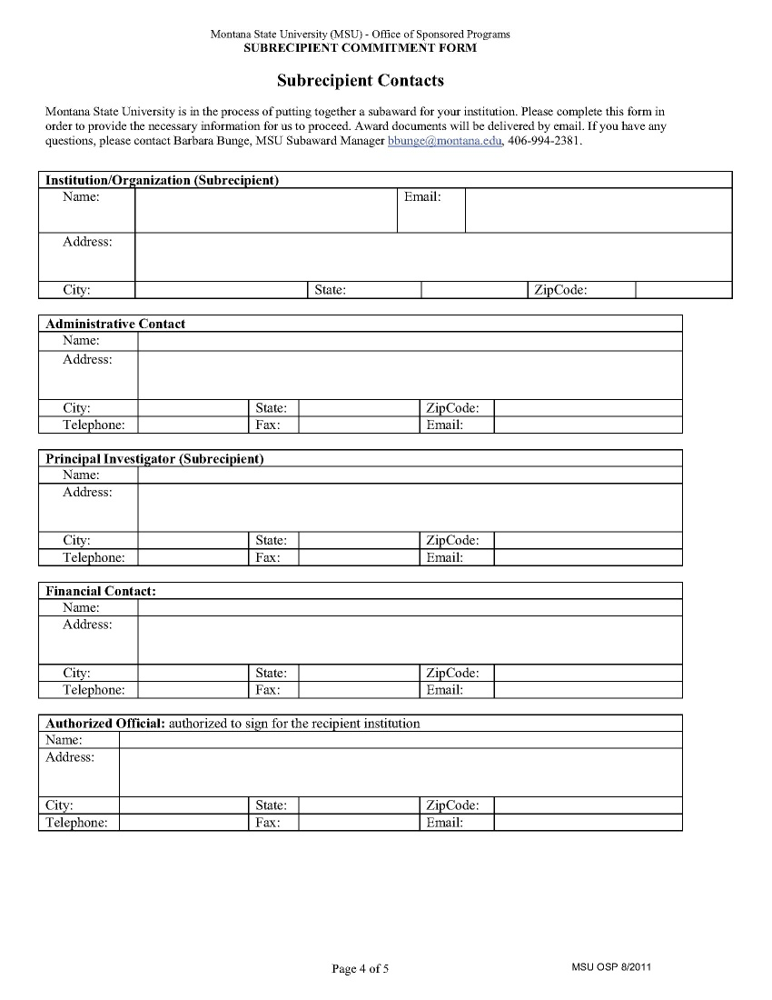 Montana State University (MSU) - Office of Sponsored Programs
SUBRECIPIENT COMMITMENT FORM
Subrecipient Contacts
Montana State University is in the process of putting together a subaward for your institution. Please complete this form in
order to provide the necessary information for us to proceed. Award documents will be delivered by email. If you have any
questions, please contact Barbara Bunge, MSU Subaward Manager bbunge@montana.edu, 406-994-2381.
Institution/Organization (Subrecipient)
Name: Email:
Address:
City: State: ZipCode:
Administrative Contact
Name:
Address:
City: State: ZipCode:
Telephone: Fax: Email:
Principal Investigator (Subrecipient)
Name:
Address:
City: State: ZipCode:
Telephone: Fax: Email:
Financial Contact:
Name:
Address:
City: State: ZipCode:
Telephone: Fax: Email:
Authorized Official: authorized to sign for the recipient institution
Name:
Address:
City: State: ZipCode:
Telephone: Fax: Email:
Page 4 of 5 MSU OSP 8/2011